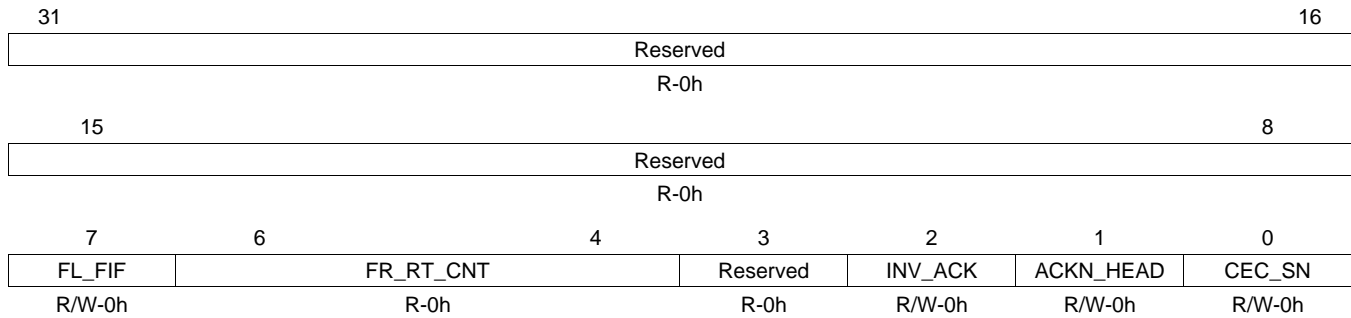 31 16
Reserved
R-0h
15 8
Reserved
R-0h
7 6 4 3 2 1 0
FL_FIF FR_RT_CNT Reserved INV_ACK ACKN_HEAD CEC_SN
R/W-0h R-0h R-0h R/W-0h R/W-0h R/W-0h